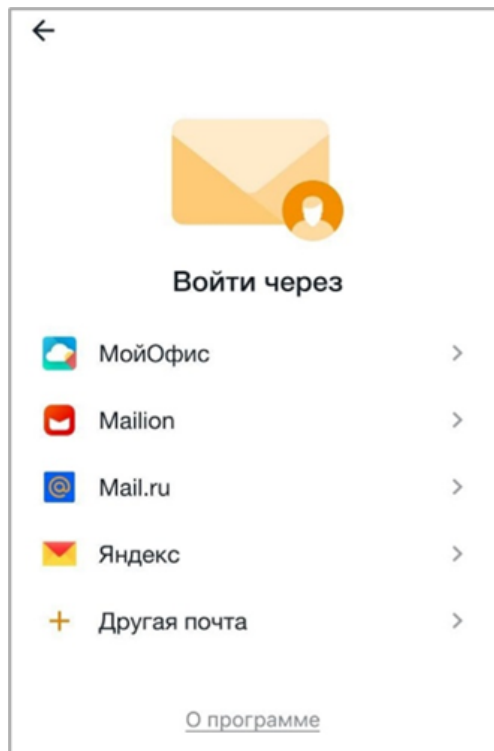 Войти через
МойОфис
Mailion
Mail.ru
Яндекс
Другая почта
О программе